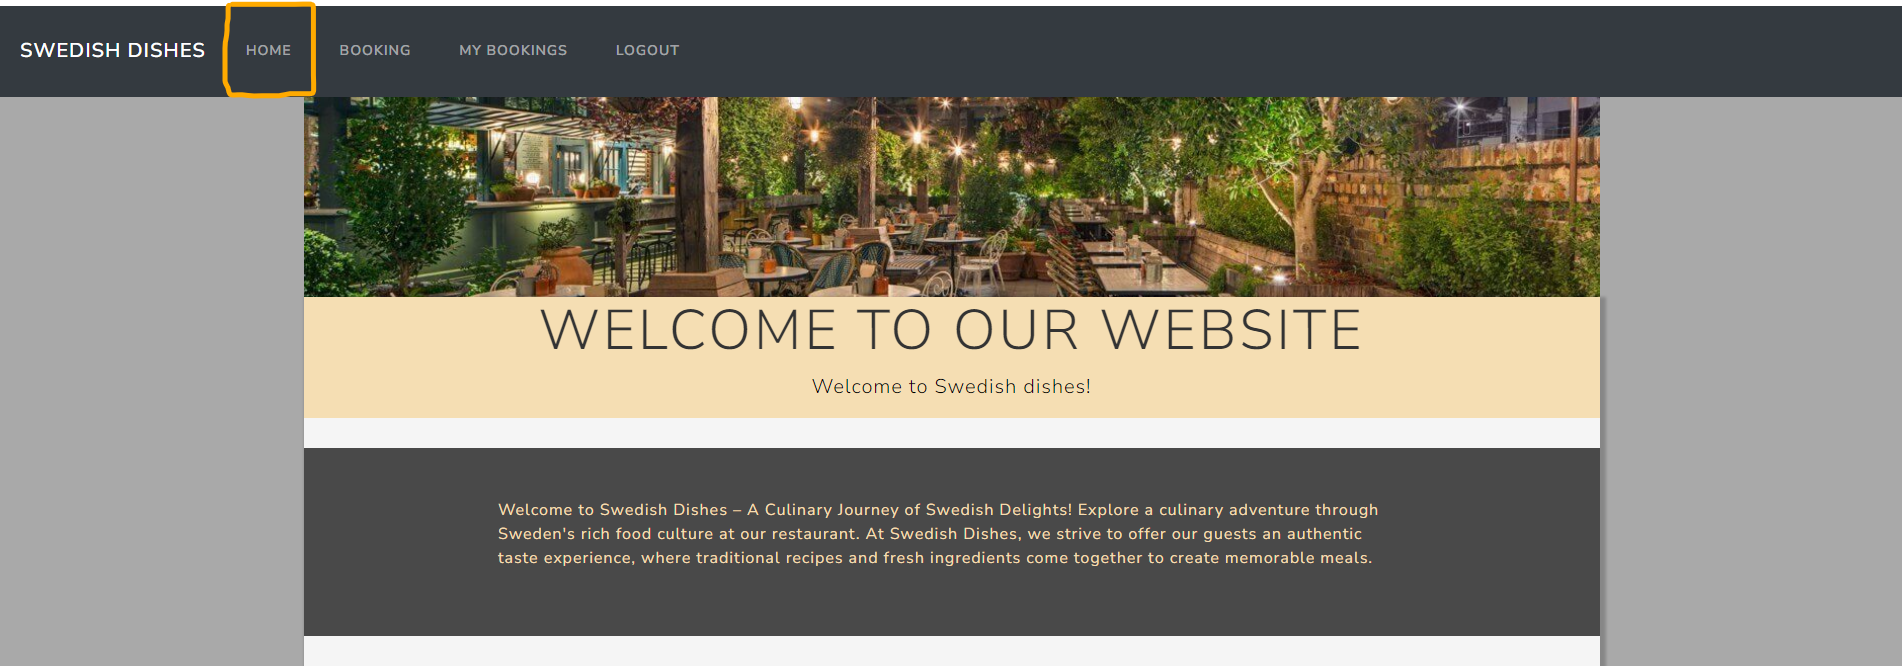 SWEDISH DISHES HOME BOOKING MY BOOKINGS LOGOUT
WELCOME TO OUR WEBSITE
Welcome to Swedish dishes!
Welcome to Swedish Dishes – A Culinary Journey of Swedish Delights! Explore a culinary adventure through
Sweden's rich food culture at our restaurant. At Swedish Dishes, we strive to offer our guests an authentic
taste experience, where traditional recipes and fresh ingredients come together to create memorable meals.